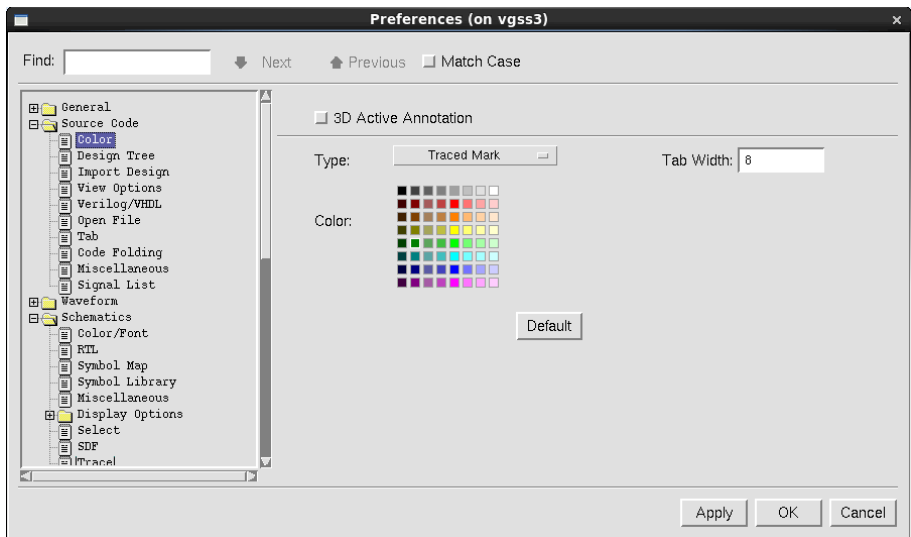 Preferences (on vgss3)
Find:
Next
Previous
Match Case
General
Source Code
Color
Design Tree
Import Design
View Options
Verilog/VHDL
Open File
Tab
Code Folding
Miscellaneous
Signal List
Waveform
Schematics
Color/Font
RTL
Symbol Map
Symbol Library
Miscellaneous
Display Options
Select
SDF
Trace
3D Active Annotation
Type:
Traced Mark
Tab Width:
8
Color:
Default
Apply
OK
Cancel